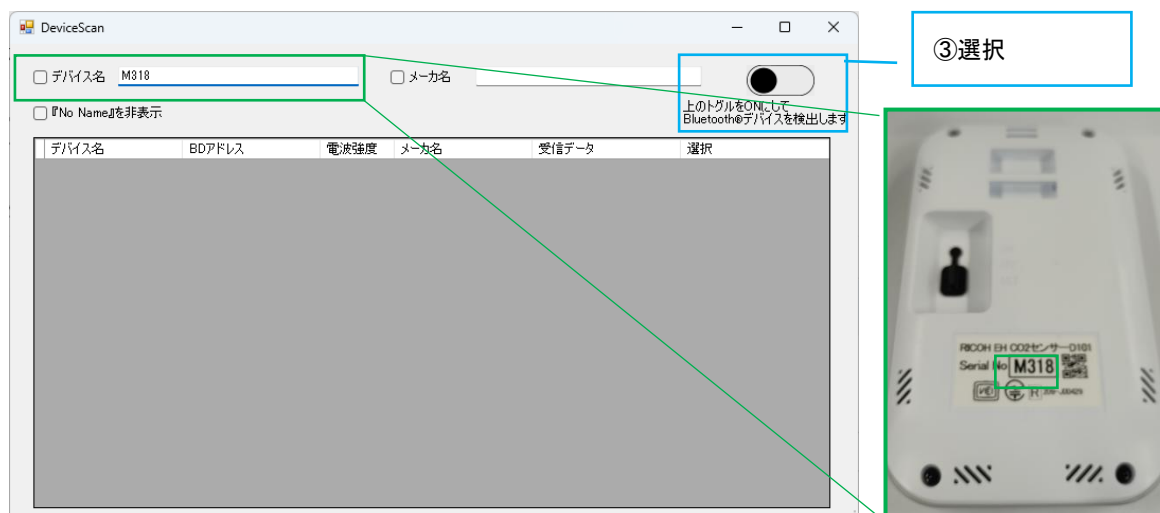 DeviceScan
③選択
デバイス名 M318
メーカ名
『No Name』を非表示
上のトグルをONにして
Bluetooth®デバイスを検出します
デバイス名 BDアドレス 電波強度 メーカ名 受信データ 選択
RICOH EH CO2センサーD101
Serial No M318
R